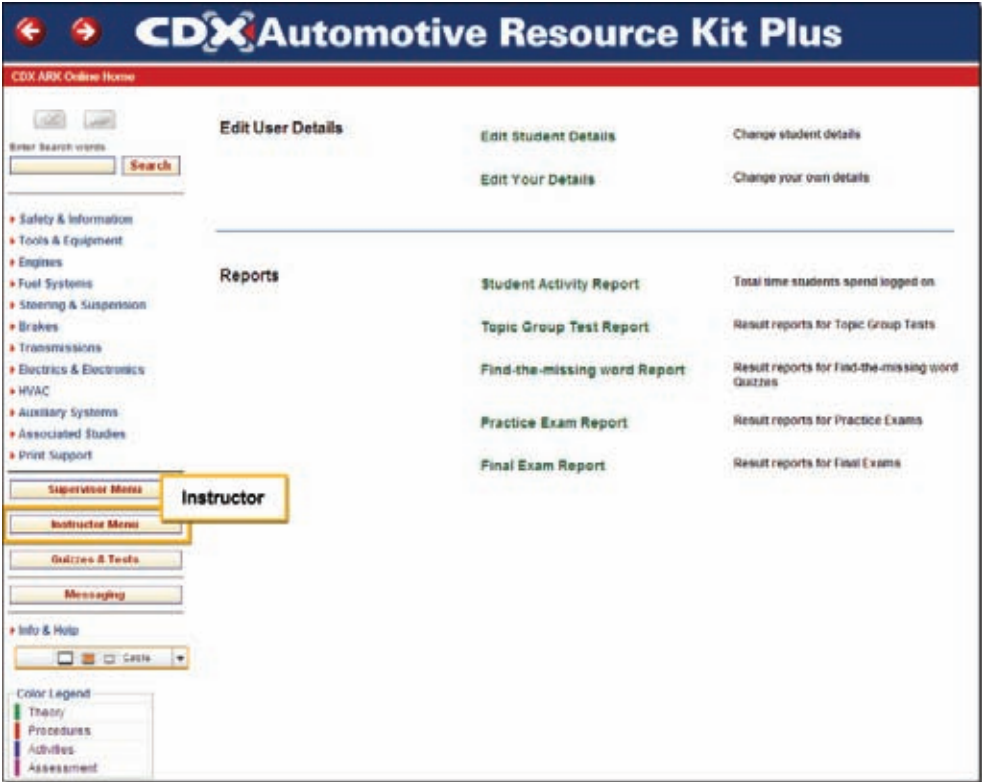 CDX Automotive Resource Kit Plus
CDX ARK Online Home
Enter Search words
Search
Safety & Information
Tools & Equipment
Engines
Fuel Systems
Steering & Suspension
Brakes
Transmissions
Electrics & Electronics
HVAC
Auxiliary Systems
Associated Studies
Print Support
Supervisor Menu
Instructor
Instructor Menu
Quizzes & Tests
Messaging
Info & Help
Color Legend
Theory
Procedures
Activities
Assessment
Edit User Details
Edit Student Details
Change student details
Edit Your Details
Change your own details
Reports
Student Activity Report
Total time students spend logged on
Topic Group Test Report
Result reports for Topic Group Tests
Find-the-missing word Report
Result reports for Find-the-missing word
Quizzes
Practice Exam Report
Result reports for Practice Exams
Final Exam Report
Result reports for Final Exams